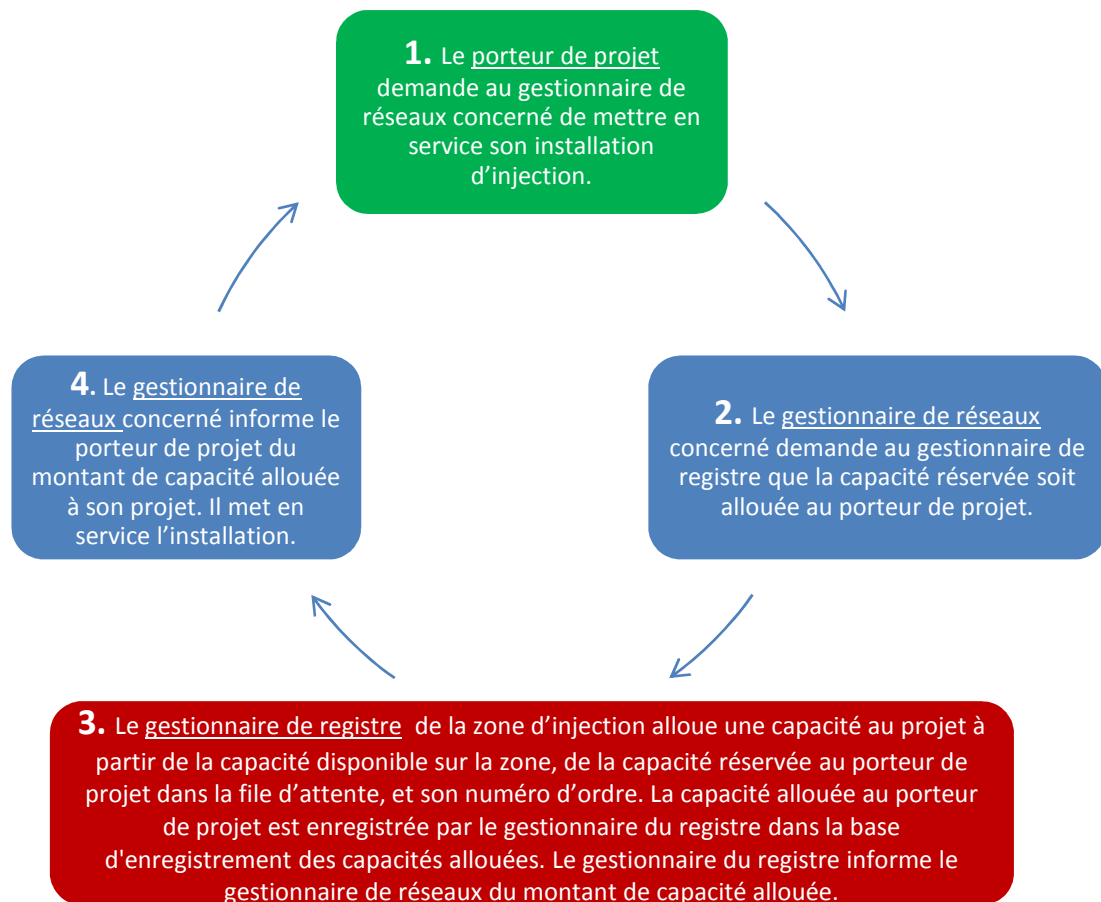 1. Le porteur de projet
demande au gestionnaire de
réseaux concerné de mettre en
service son installation
d’injection.
2. Le gestionnaire de réseaux
concerné demande au gestionnaire de
registre que la capacité réservée soit
allouée au porteur de projet.
3. Le gestionnaire de registre de la zone d’injection alloue une capacité au projet à
partir de la capacité disponible sur la zone, de la capacité réservée au porteur de
projet dans la file d’attente, et son numéro d’ordre. La capacité allouée au porteur
de projet est enregistrée par le gestionnaire du registre dans la base
d'enregistrement des capacités allouées. Le gestionnaire du registre informe le
gestionnaire de réseaux du montant de capacité allouée.
4. Le gestionnaire de
réseaux concerné informe le
porteur de projet du
montant de capacité allouée
à son projet. Il met en
service l’installation.